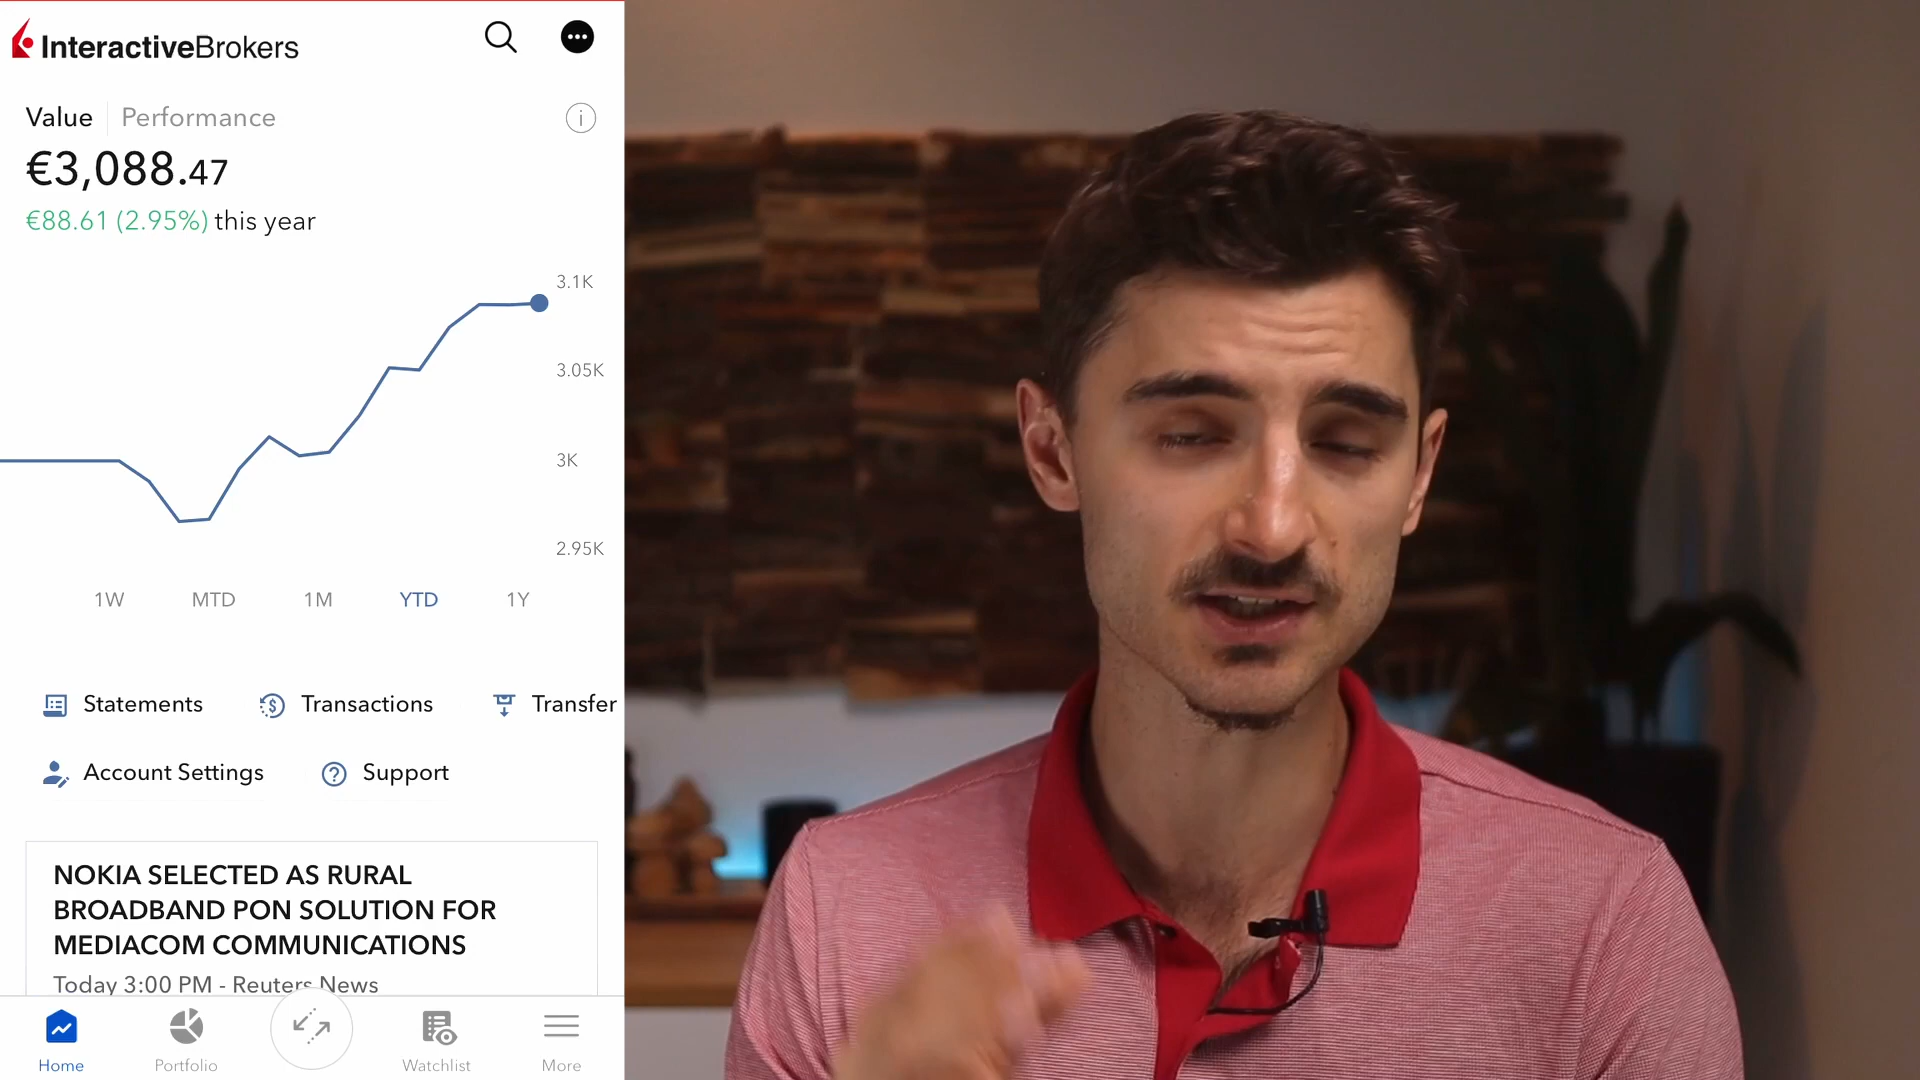 InteractiveBrokers
Value Performance
€3,088.47
€88.61 (2.95%) this year
3.1K
3.05K
3K
2.95K
1W MTD 1M YTD 1Y
Statements Transactions Transfer
Account Settings Support
NOKIA SELECTED AS RURAL
BROADBAND PON SOLUTION FOR
MEDIACOM COMMUNICATIONS
Today 3:00 PM - Reuters News
Home Portfolio Watchlist More